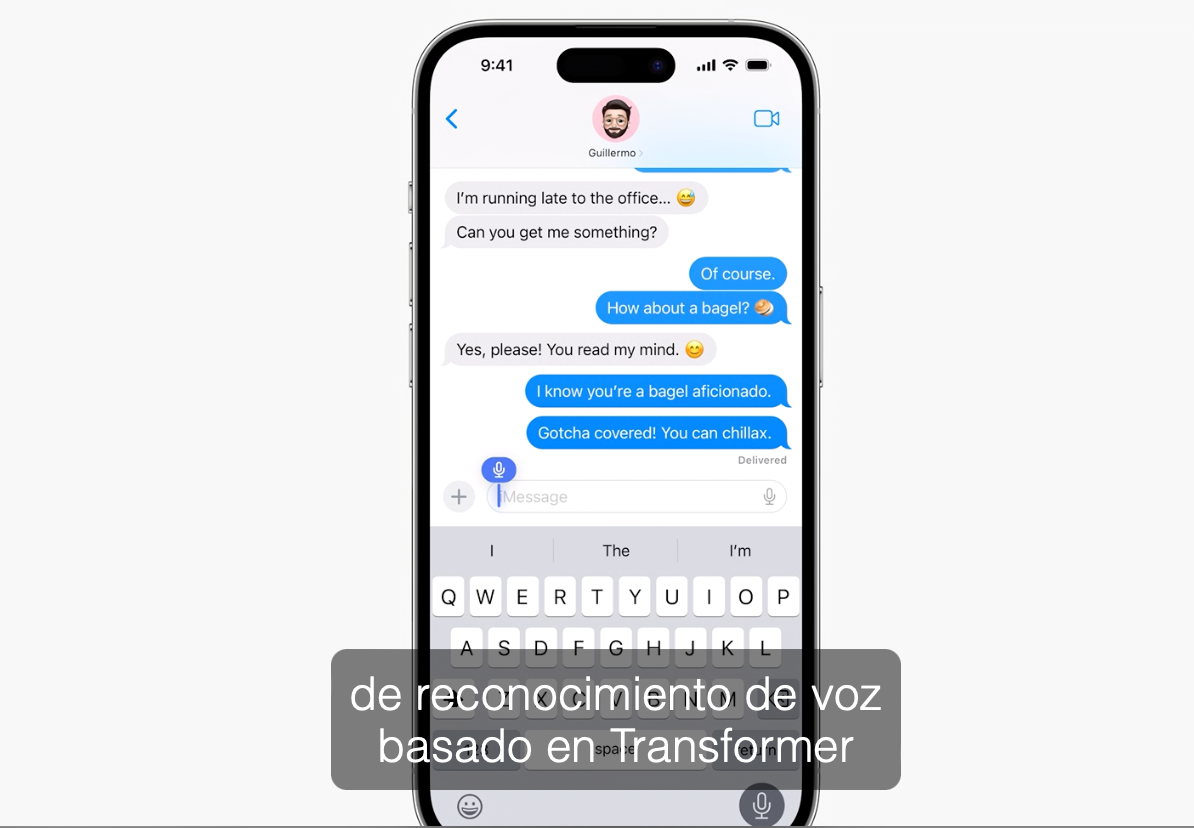 9:41
Guillermo
I'm running late to the office... 😅
Can you get me something?
Of course.
How about a bagel? 🥯
Yes, please! You read my mind. 😊
I know you're a bagel aficionado.
Gotcha covered! You can chillax.
Delivered
iMessage
I The I'm
Q W E R T Y U I O P
A S D F G H J K L
Z X C V B N M
de reconocimiento de voz
basado en Transformer
123 space return